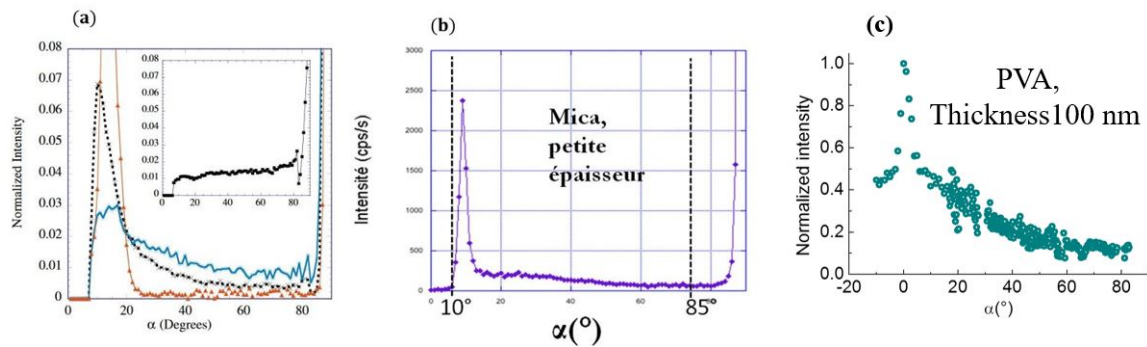 (a)
0.08
0.07
0.06
0.05
0.04
0.03
0.02
0.01
0
0 20 40 60 80
α (Degrees)
Normalized Intensity
0.08
0.07
0.06
0.05
0.04
0.03
0.02
0.01
0
0 20 40 60 80
(b)
3000
2500
2000
1500
1000
500
0
Intensité (cps/s)
Mica,
petite
épaisseur
0 20 40 60
10° 85°
α(°)
(c)
PVA,
Thickness100 nm
1.0
0.8
0.6
0.4
0.2
0.0
Normalized intensity
-20 0 20 40 60 80
α(°)